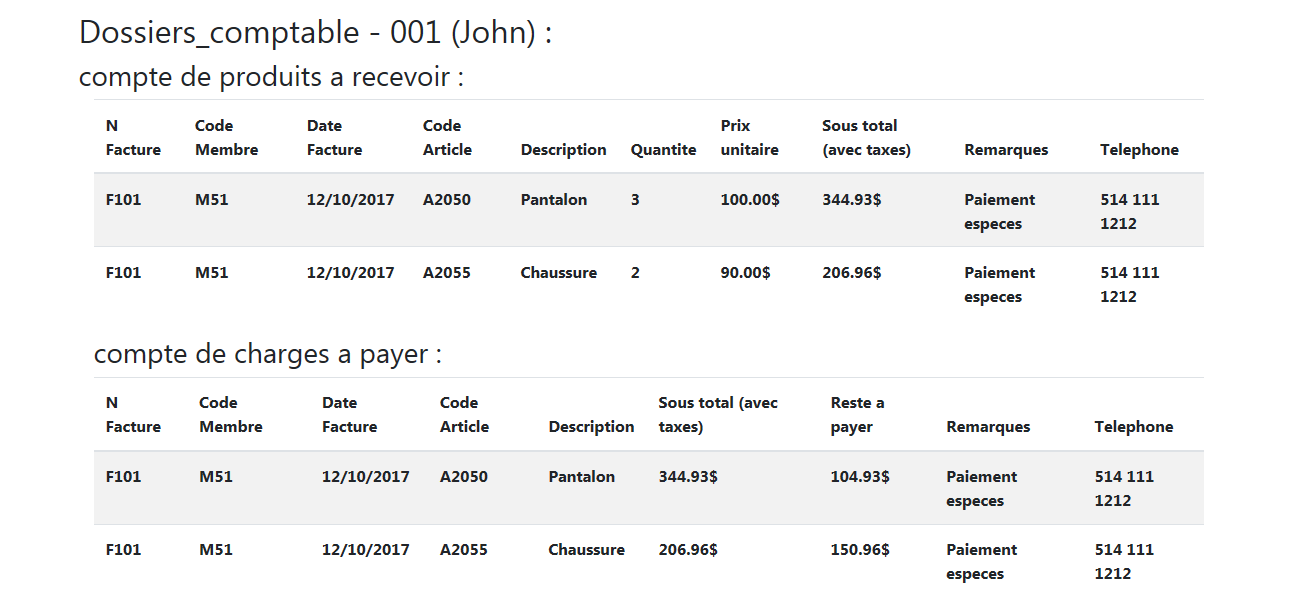 Dossiers_comptable - 001 (John) :
compte de produits a recevoir :
N Facture Code Membre Date Facture Code Article Description Quantite Prix unitaire Sous total (avec taxes) Remarques Telephone
F101 M51 12/10/2017 A2050 Pantalon 3 100.00$ 344.93$ Paiement especes 514 111 1212
F101 M51 12/10/2017 A2055 Chaussure 2 90.00$ 206.96$ Paiement especes 514 111 1212
compte de charges a payer :
N Facture Code Membre Date Facture Code Article Description Sous total (avec taxes) Reste a payer Remarques Telephone
F101 M51 12/10/2017 A2050 Pantalon 344.93$ 104.93$ Paiement especes 514 111 1212
F101 M51 12/10/2017 A2055 Chaussure 206.96$ 150.96$ Paiement especes 514 111 1212